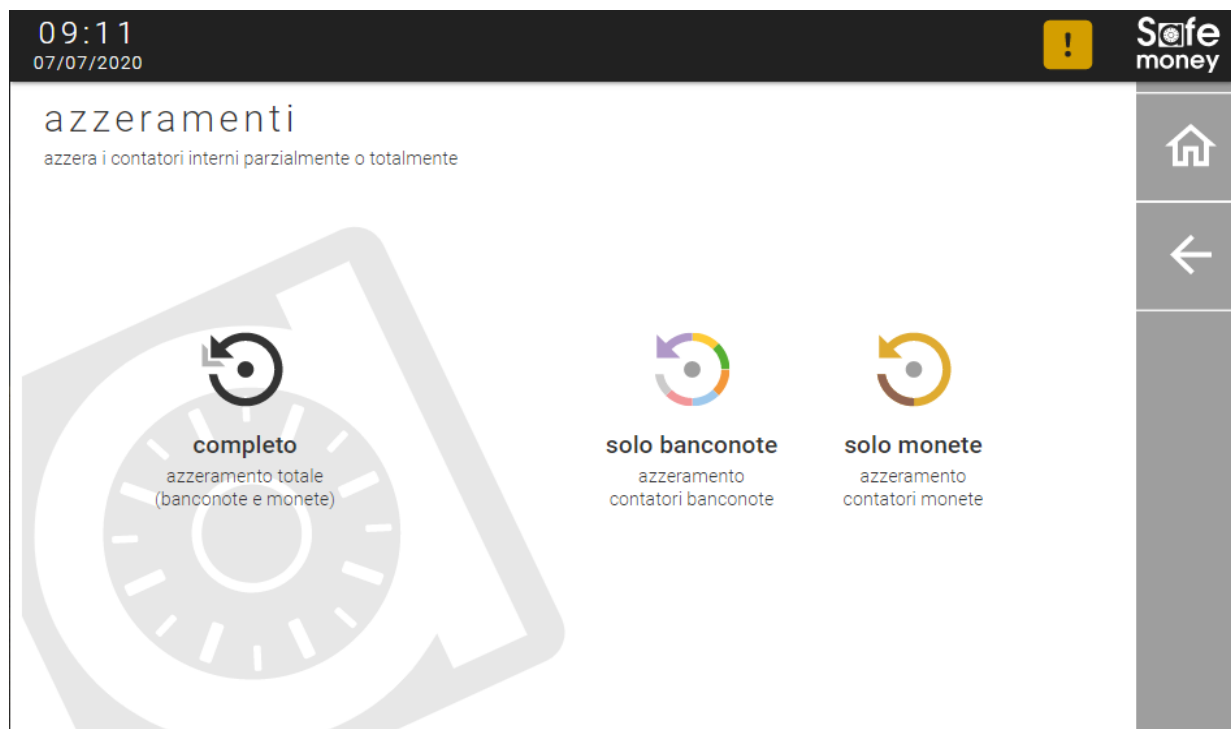 09:11
07/07/2020
!
Safe
money
azzeramenti
azzera i contatori interni parzialmente o totalmente
completo
azzeramento totale
(banconote e monete)
solo banconote
azzeramento
contatori banconote
solo monete
azzeramento
contatori monete